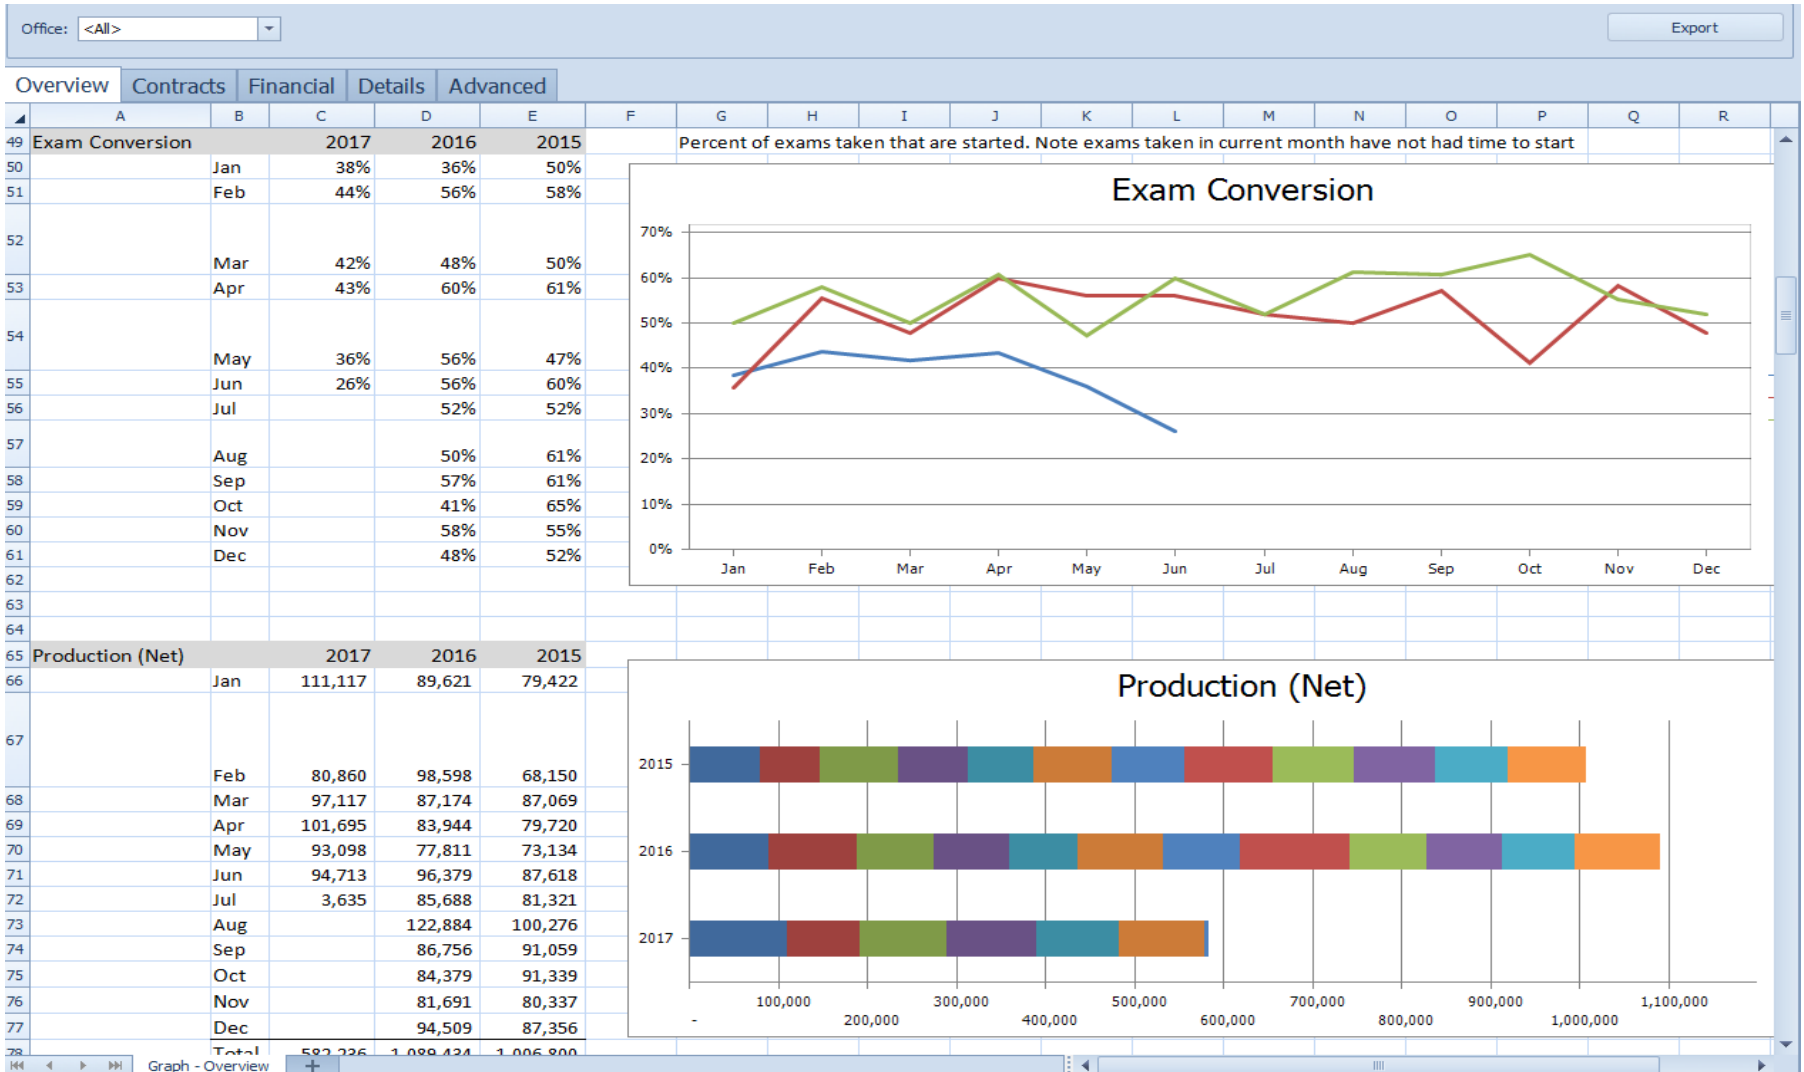 Office: <All> Export
Overview Contracts Financial Details Advanced
A B C D E F G H I J K L M N O P Q R
49 Exam Conversion 2017 2016 2015 Percent of exams taken that are started. Note exams taken in current month have not had time to start
50 Jan 38% 36% 50%
51 Feb 44% 56% 58%
52 Mar 42% 48% 50%
53 Apr 43% 60% 61%
54 May 36% 56% 47%
55 Jun 26% 56% 60%
56 Jul 52% 52%
57 Aug 50% 61%
58 Sep 57% 61%
59 Oct 41% 65%
60 Nov 58% 55%
61 Dec 48% 52%
62
63
64
Exam Conversion
70%
60%
50%
40%
30%
20%
10%
0%
Jan Feb Mar Apr May Jun Jul Aug Sep Oct Nov Dec
65 Production (Net) 2017 2016 2015
66 Jan 111,117 89,621 79,422
67 Feb 80,860 98,598 68,150
68 Mar 97,117 87,174 87,069
69 Apr 101,695 83,944 79,720
70 May 93,098 77,811 73,134
71 Jun 94,713 96,379 87,618
72 Jul 3,635 85,688 81,321
73 Aug 122,884 100,276
74 Sep 86,756 91,059
75 Oct 84,379 91,339
76 Nov 81,691 80,337
77 Dec 94,509 87,356
78 Total 582,236 1,089,434 1,006,800
Production (Net)
2015
2016
2017
100,000 300,000 500,000 700,000 900,000 1,100,000
- 200,000 400,000 600,000 800,000 1,000,000
Graph - Overview